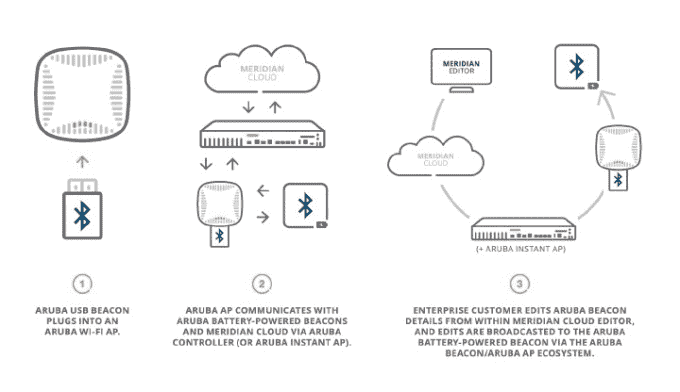 MERIDIAN
CLOUD
MERIDIAN
EDITOR
MERIDIAN
CLOUD
(+ ARUBA INSTANT AP)
1
ARUBA USB BEACON
PLUGS INTO AN
ARUBA WI-FI AP.
2
ARUBA AP COMMUNICATES WITH
ARUBA BATTERY-POWERED BEACONS
AND MERIDIAN CLOUD VIA ARUBA
CONTROLLER (OR ARUBA INSTANT AP).
3
ENTERPRISE CUSTOMER EDITS ARUBA BEACON
DETAILS FROM WITHIN MERIDIAN CLOUD EDITOR,
AND EDITS ARE BROADCASTED TO THE ARUBA
BATTERY-POWERED BEACON VIA THE ARUBA
BEACON/ARUBA AP ECOSYSTEM.